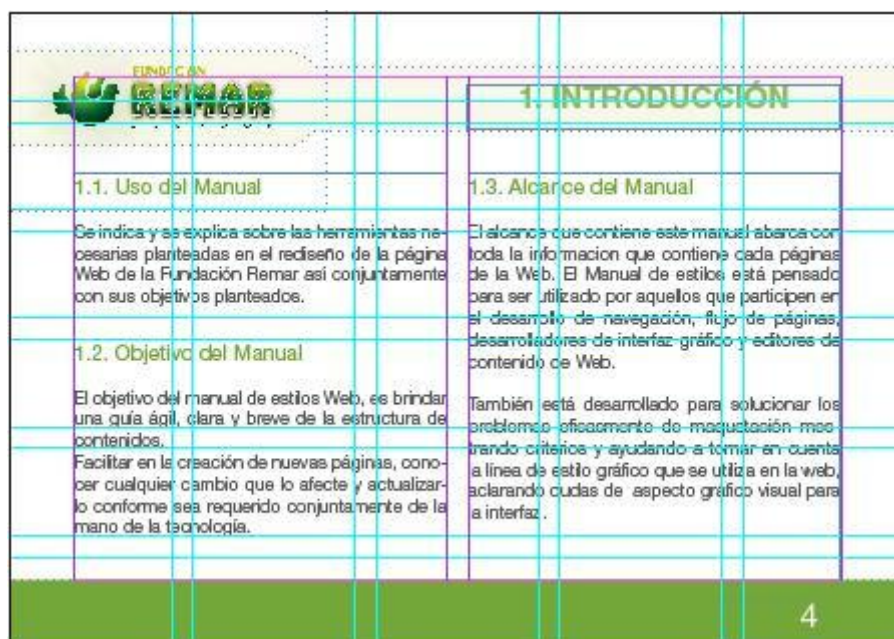 FUNDACIÓN
REMAR
1. INTRODUCCIÓN
1.1. Uso del Manual
Se indica y se explica sobre las herramientas ne-
cesarias planteadas en el rediseño de la página
Web de la Fundación Remar así conjuntamente
con sus objetivos planteados.
1.2. Objetivo del Manual
El objetivo del manual de estilos Web, es brindar
una guía ágil, clara y breve de la estructura de
contenidos.
Facilitar en la creación de nuevas páginas, cono-
cer cualquier cambio que lo afecte y actualizar-
lo conforme sea requerido conjuntamente de la
mano de la tecnología.
1.3. Alcance del Manual
El alcance que contiene este manual abarca con
toda la informacion que contiene cada páginas
de la Web. El Manual de estilos está pensado
para ser utilizado por aquellos que participen en
el desarrollo de navegación, flujo de páginas,
desarrolladores de interfaz gráfico y editores de
contenido de Web.
También está desarrollado para solucionar los
problemas eficasmente de maquetación mos-
trando criterios y ayudando a tomar en cuenta
la línea de estilo gráfico que se utiliza en la web,
aclarando dudas de aspecto gráfico visual para
la interfaz.
4